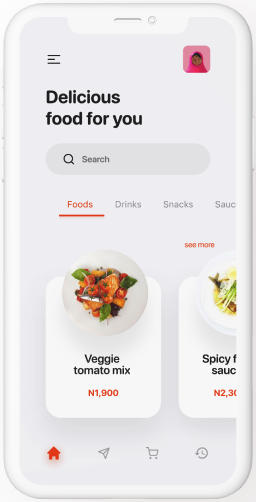 Delicious
food for you
Search
Foods Drinks Snacks Sauc
see more
Veggie
tomato mix
N1,900
Spicy f
sauc
N2,30